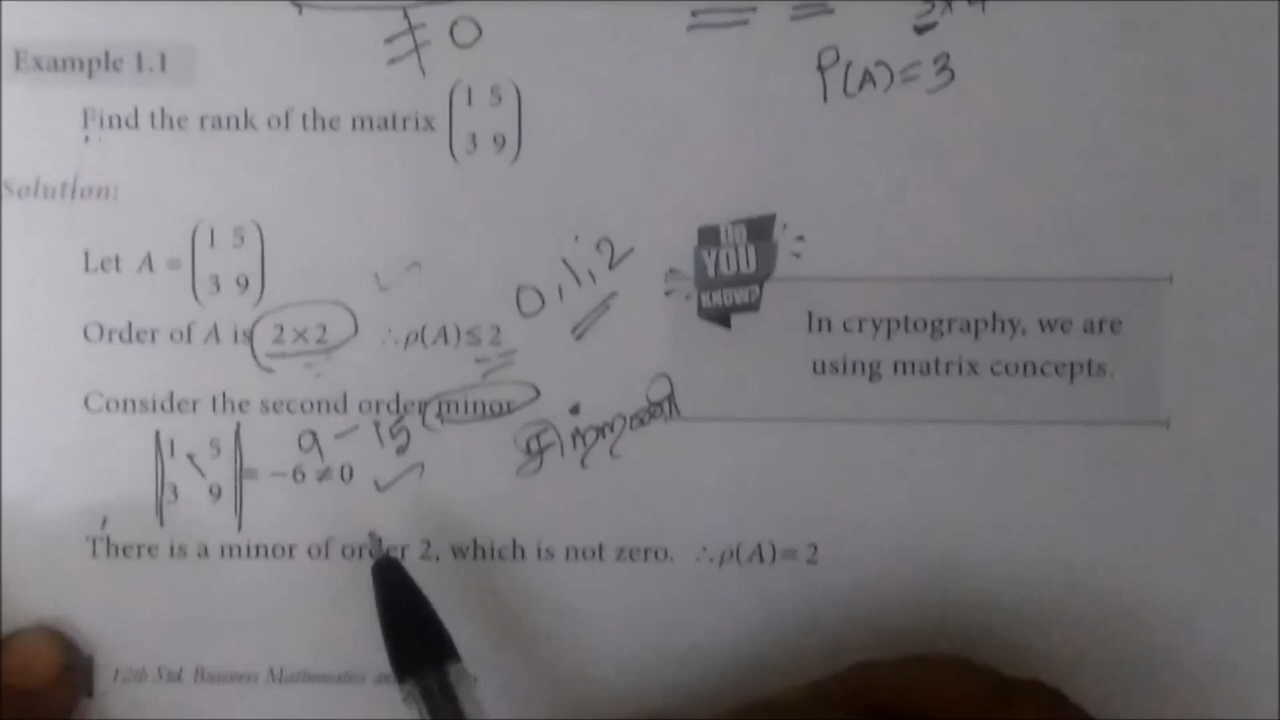 ≠ 0
Example 1.1
ρ(A) = 3
Find the rank of the matrix (1 5
3 9)
Solution:
Let A = (1 5
3 9)
0, 1, 2
Order of A is 2×2 ∴ρ(A)≤2
DO
YOU
KNOW?
In cryptography, we are
using matrix concepts.
Consider the second order minor
சிற்றணி
9 – 15
|1 5
3 9| = −6 ≠ 0
There is a minor of order 2, which is not zero. ∴ρ(A)= 2
12th Std. Business Mathematics